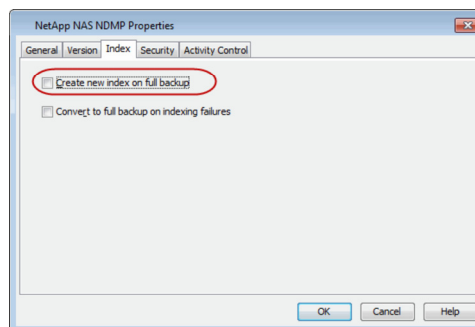 NetApp NAS NDMP Properties
General Version Index Security Activity Control
Create new index on full backup
Convert to full backup on indexing failures
OK Cancel Help